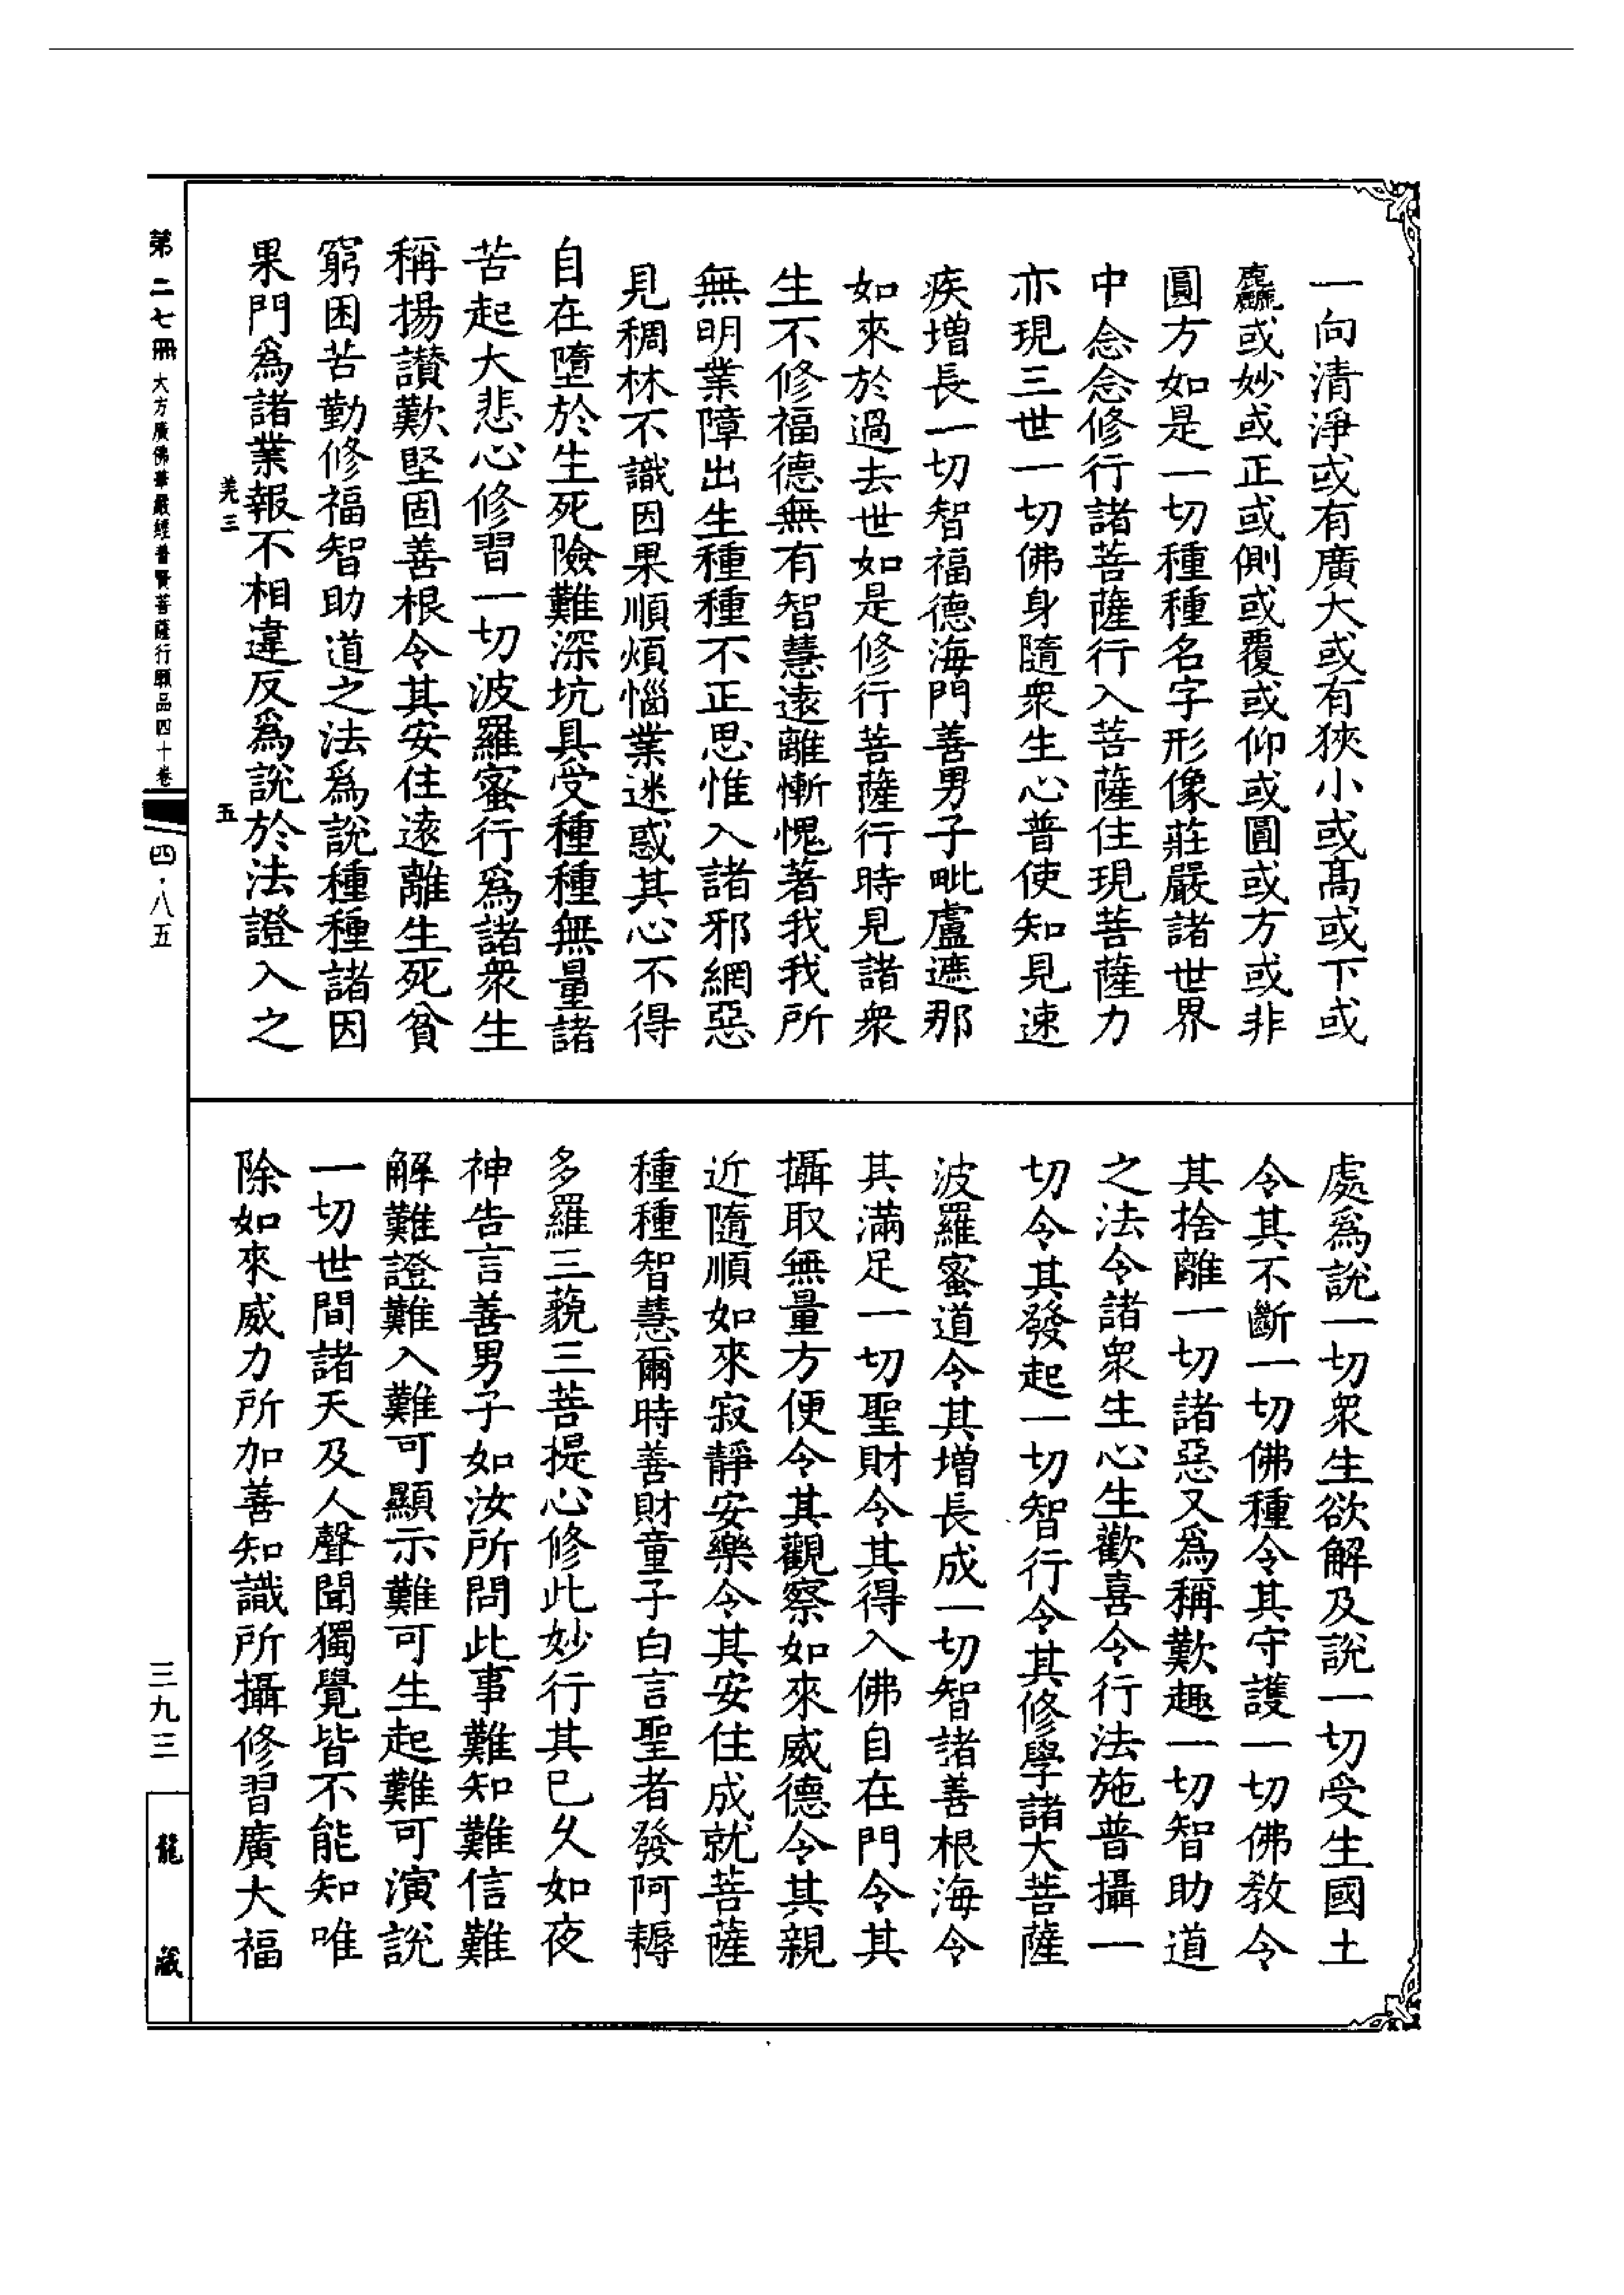 一向清淨或有廣大或有狹小或髙或下或
麤或妙或正或側或覆或仰或圓或方或非
圓方如是一切種種名字形像莊嚴諸世界
中念念修行諸菩薩行入菩薩住現菩薩力
亦現三世一切佛身隨衆生心普使知見速
疾增長一切智福德海門善男子毗盧遮那
如來於過去世如是修行菩薩行時見諸衆
生不修福德無有智慧遠離慚愧著我我所
無明業障出生種種不正思惟入諸邪網惡
見稠林不識因果順煩惱業迷惑其心不得
自在墮於生死險難深坑具受種種無量諸
苦起大悲心修習一切波羅蜜行爲諸衆生
稱揚讚歎堅固善根令其安住遠離生死貧
窮困苦勤修福智助道之法爲說種種諸因
果門爲諸業報不相違反爲說於法證入之
羌三 五
處爲說一切衆生欲解及說一切受生國土
令其不斷一切佛種令其守護一切佛教令
其捨離一切諸惡又爲稱歎趣一切智助道
之法令諸衆生心生歡喜令行法施普攝一
切令其發起一切智行令其修學諸大菩薩
波羅蜜道令其增長成一切智諸善根海令
其滿足一切聖財令其得入佛自在門令其
攝取無量方便令其觀察如來威德令其親
近隨順如來寂靜安樂令其安住成就菩薩
種種智慧爾時善財童子白言聖者發阿耨
多羅三藐三菩提心修此妙行其已久如夜
神告言善男子如汝所問此事難知難信難
解難證難入難可顯示難可生起難可演說
一切世間諸天及人聲聞獨覺皆不能知唯
除如來威力所加善知識所攝修習廣大福
第二七冊 大方廣佛華嚴經普賢菩薩行願品四十卷 (四)·八五
三九三 龍藏